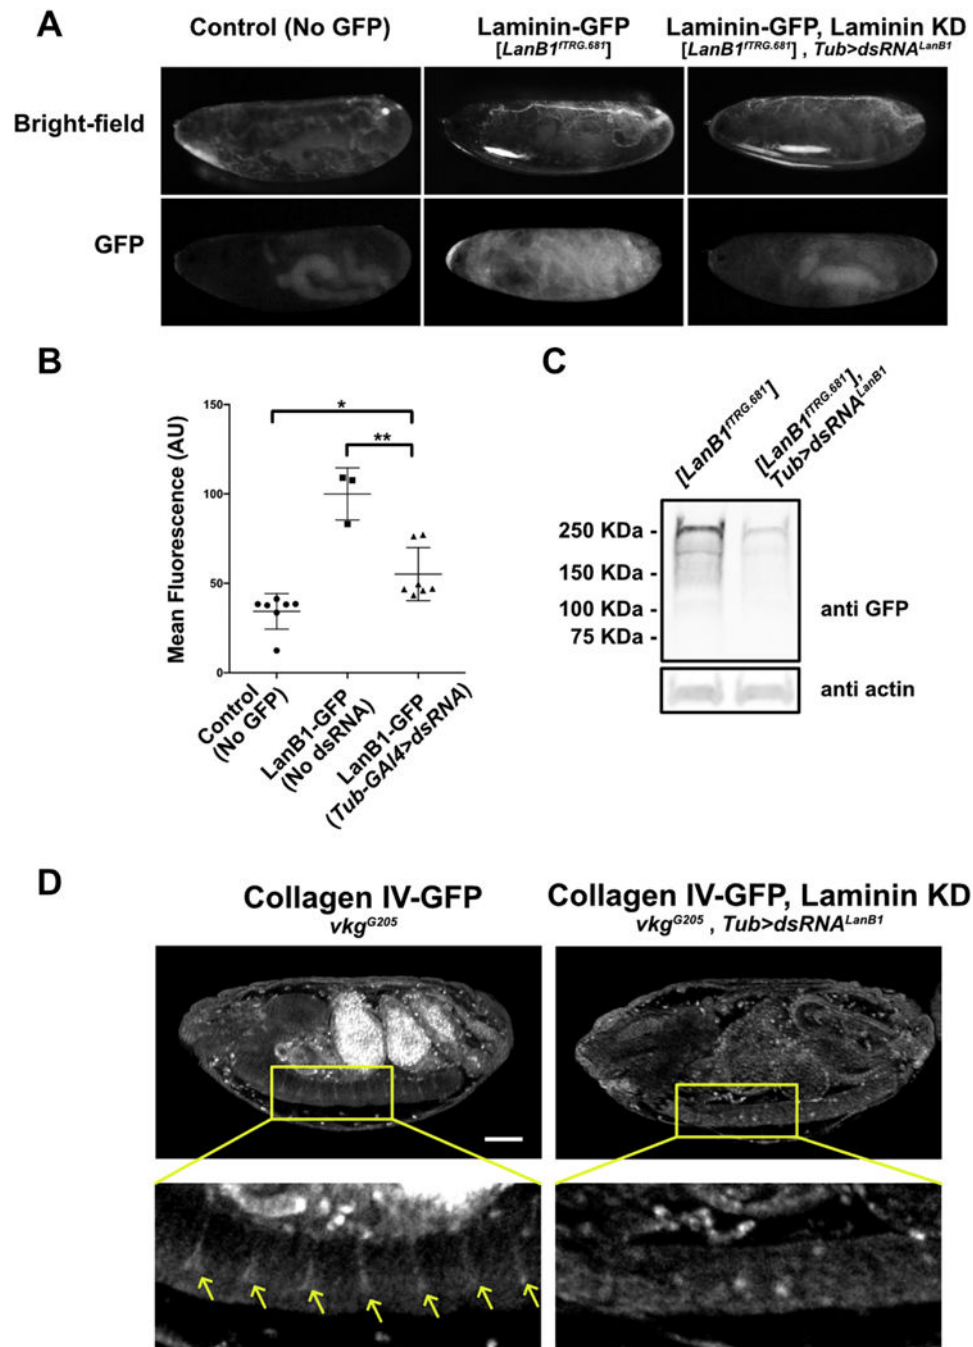 A
Control (No GFP)
Laminin-GFP
[LanB1fTRG.681]
Laminin-GFP, Laminin KD
[LanB1fTRG.681] , Tub>dsRNALanB1
Bright-field
GFP
B
Mean Fluorescence (AU)
150
100
50
0
*
**
Control
(No GFP)
LanB1-GFP
(No dsRNA)
LanB1-GFP
(Tub-GAl4>dsRNA)
C
[LanB1fTRG.681]
[LanB1fTRG.681],
Tub>dsRNALanB1
250 KDa -
150 KDa -
100 KDa -
75 KDa -
anti GFP
anti actin
D
Collagen IV-GFP
vkgG205
Collagen IV-GFP, Laminin KD
vkgG205 , Tub>dsRNALanB1